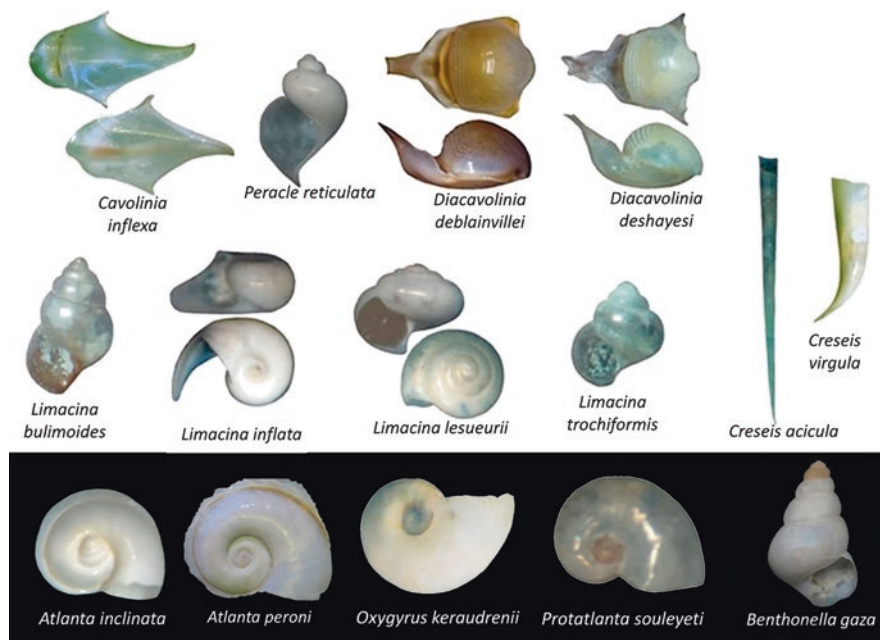 Cavolinia
inflexa
Peracle reticulata
Diacavolinia
deblainvillei
Diacavolinia
deshayesi
Creseis
virgula
Limacina
bulimoides
Limacina inflata
Limacina lesueurii
Limacina
trochiformis
Creseis acicula
Atlanta inclinata
Atlanta peroni
Oxygyrus keraudrenii
Protatlanta souleyeti
Benthonella gaza